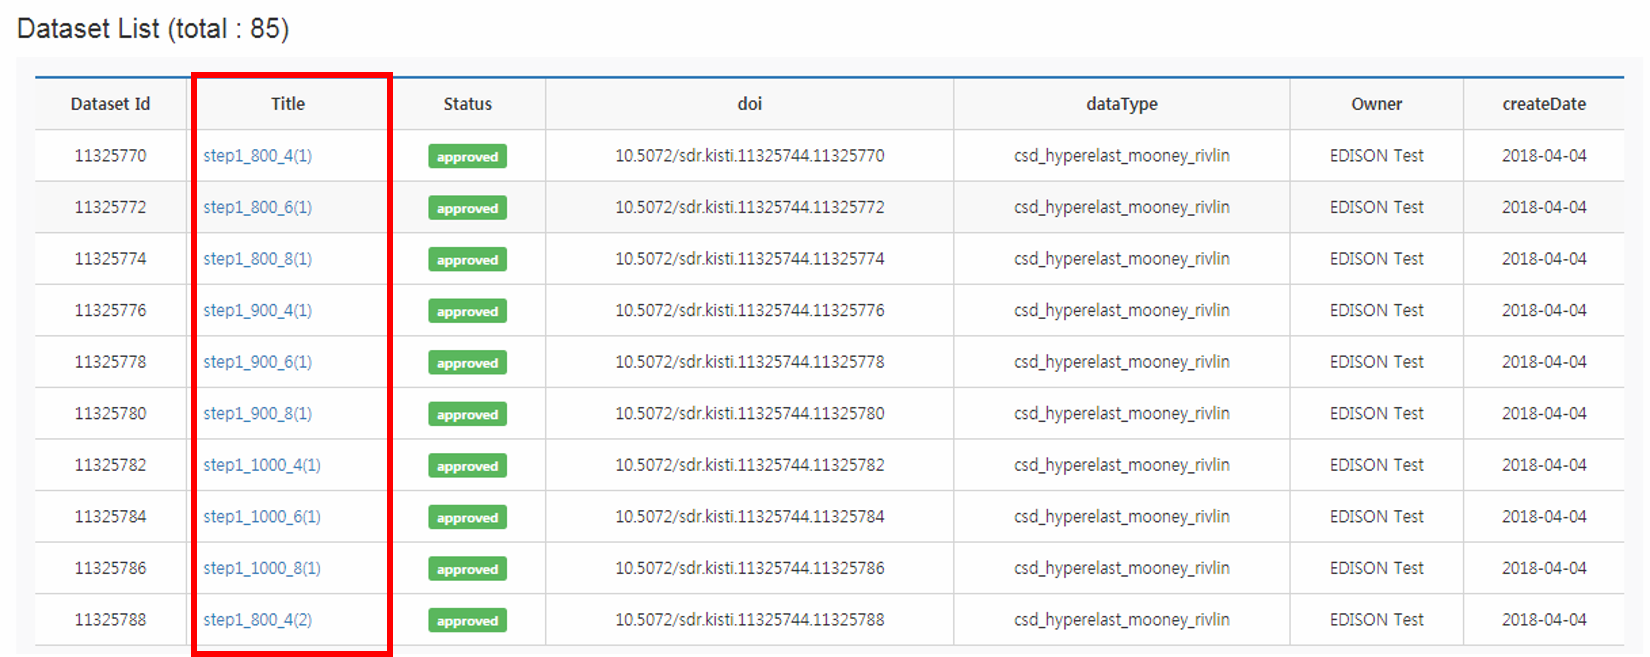 Dataset List (total : 85)
Dataset Id Title Status doi dataType Owner createDate
11325770 step1_800_4(1) approved 10.5072/sdr.kisti.11325744.11325770 csd_hyperelast_mooney_rivlin EDISON Test 2018-04-04
11325772 step1_800_6(1) approved 10.5072/sdr.kisti.11325744.11325772 csd_hyperelast_mooney_rivlin EDISON Test 2018-04-04
11325774 step1_800_8(1) approved 10.5072/sdr.kisti.11325744.11325774 csd_hyperelast_mooney_rivlin EDISON Test 2018-04-04
11325776 step1_900_4(1) approved 10.5072/sdr.kisti.11325744.11325776 csd_hyperelast_mooney_rivlin EDISON Test 2018-04-04
11325778 step1_900_6(1) approved 10.5072/sdr.kisti.11325744.11325778 csd_hyperelast_mooney_rivlin EDISON Test 2018-04-04
11325780 step1_900_8(1) approved 10.5072/sdr.kisti.11325744.11325780 csd_hyperelast_mooney_rivlin EDISON Test 2018-04-04
11325782 step1_1000_4(1) approved 10.5072/sdr.kisti.11325744.11325782 csd_hyperelast_mooney_rivlin EDISON Test 2018-04-04
11325784 step1_1000_6(1) approved 10.5072/sdr.kisti.11325744.11325784 csd_hyperelast_mooney_rivlin EDISON Test 2018-04-04
11325786 step1_1000_8(1) approved 10.5072/sdr.kisti.11325744.11325786 csd_hyperelast_mooney_rivlin EDISON Test 2018-04-04
11325788 step1_800_4(2) approved 10.5072/sdr.kisti.11325744.11325788 csd_hyperelast_mooney_rivlin EDISON Test 2018-04-04